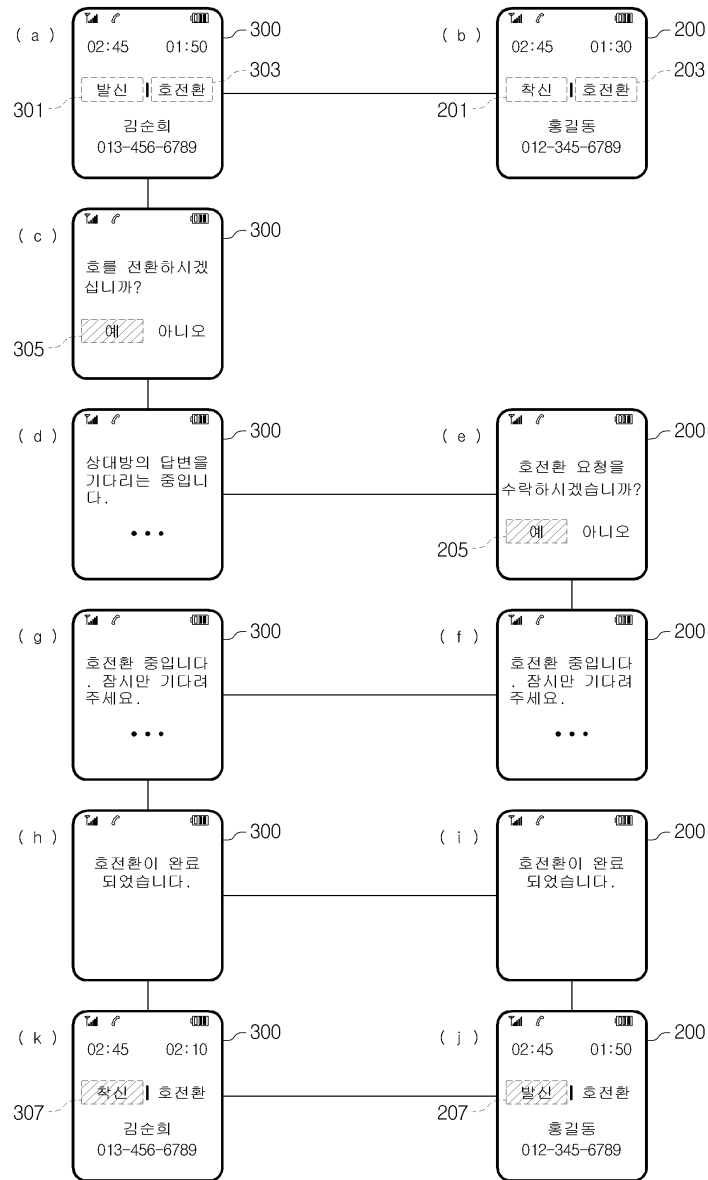 ( a )
300
02:45 01:50
303
발신 호전환
301
김순희
013-456-6789
( b )
200
02:45 01:30
203
착신 호전환
201
홍길동
012-345-6789
( c )
300
호를 전환하시겠
십니까?
예 아니오
305
( d )
300
상대방의 답변을
기다리는 중입니
다.
• • •
( e )
200
호전환 요청을
수락하시겠습니까?
예 아니오
205
( g )
300
호전환 중입니다
. 잠시만 기다려
주세요.
• • •
( f )
200
호전환 중입니다
. 잠시만 기다려
주세요.
• • •
( h )
300
호전환이 완료
되었습니다.
( i )
200
호전환이 완료
되었습니다.
( k )
300
02:45 02:10
착신 호전환
307
김순희
013-456-6789
( j )
200
02:45 01:50
발신 호전환
207
홍길동
012-345-6789